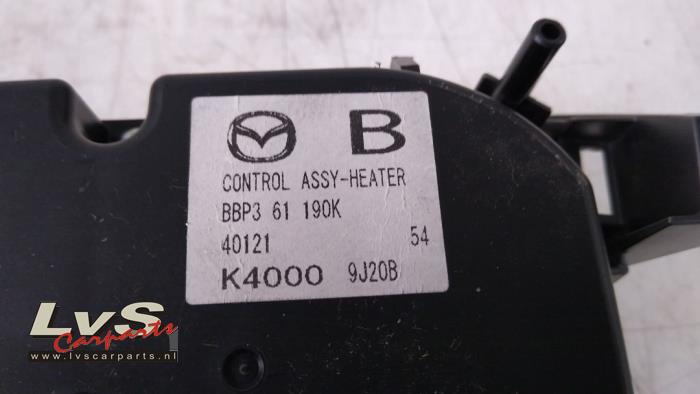 B
CONTROL ASSY-HEATER
BBP3 61 190K
40121 54
K4000 9J20B
LvS
Carparts
www.lvscarparts.nl